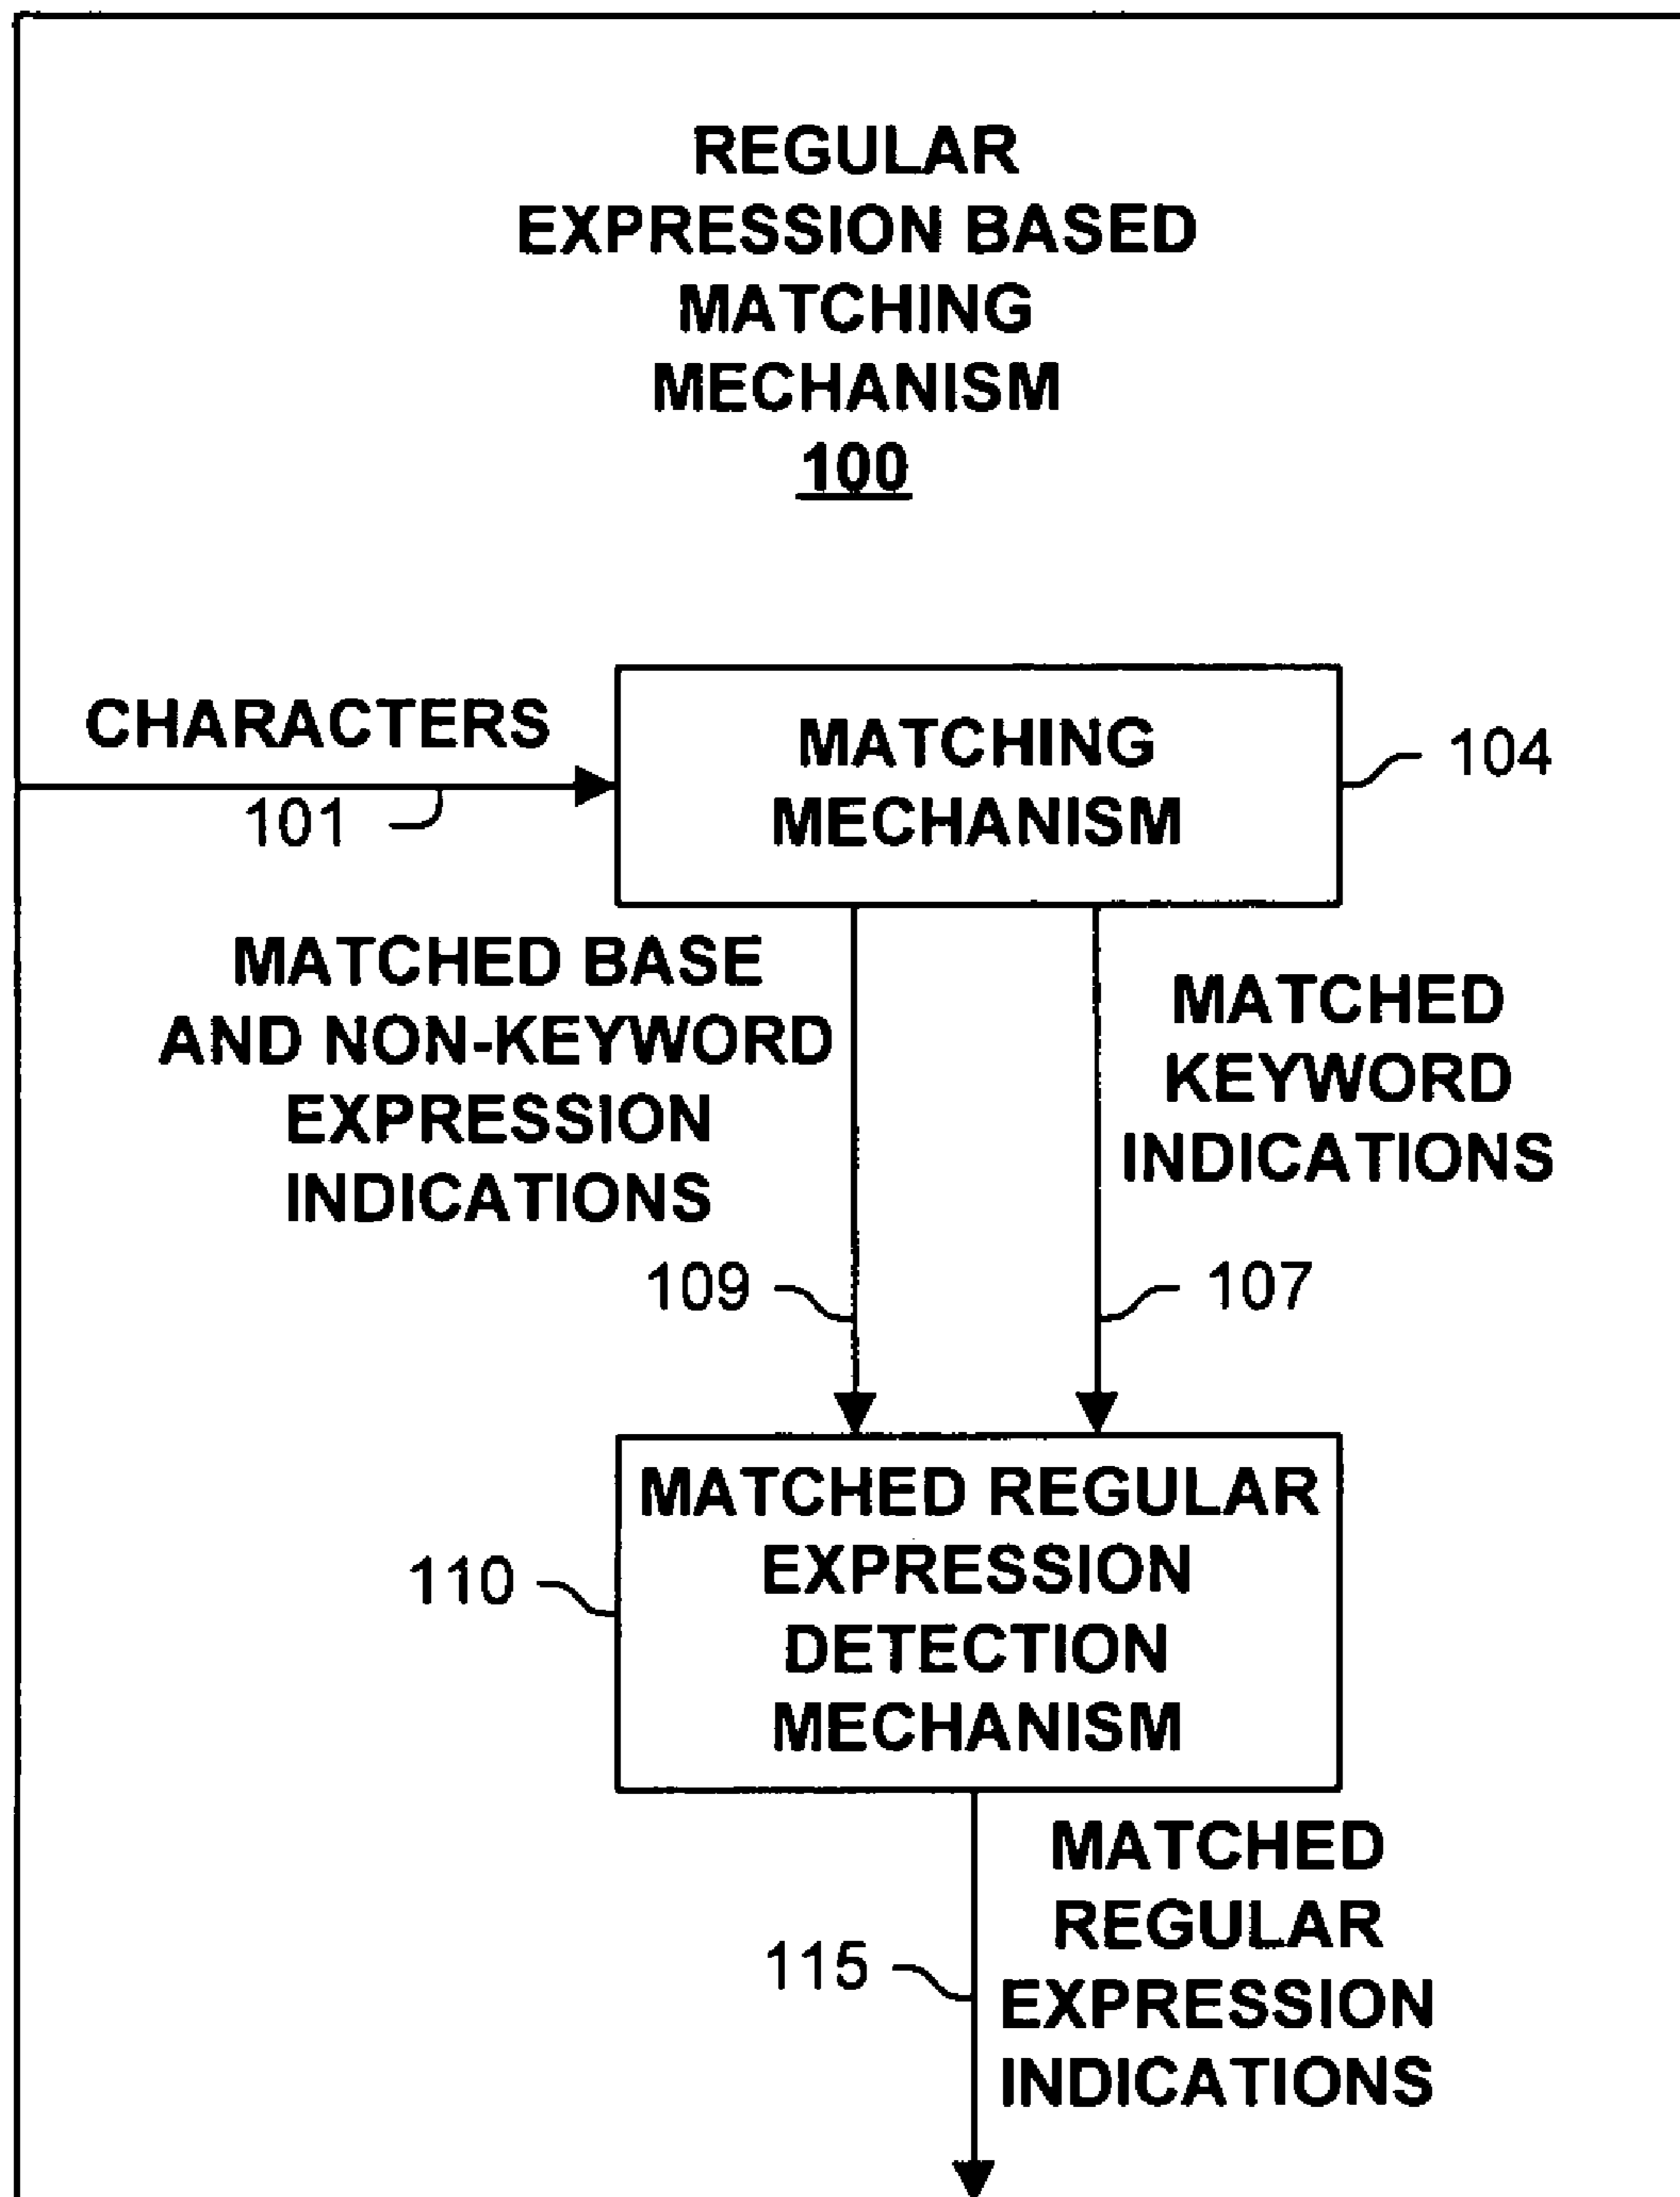 REGULAR
EXPRESSION BASED
MATCHING
MECHANISM
100
CHARACTERS
101
MATCHING
MECHANISM
104
MATCHED BASE
AND NON-KEYWORD
EXPRESSION
INDICATIONS
109
MATCHED
KEYWORD
INDICATIONS
107
MATCHED REGULAR
EXPRESSION
DETECTION
MECHANISM
110
MATCHED
REGULAR
EXPRESSION
INDICATIONS
115